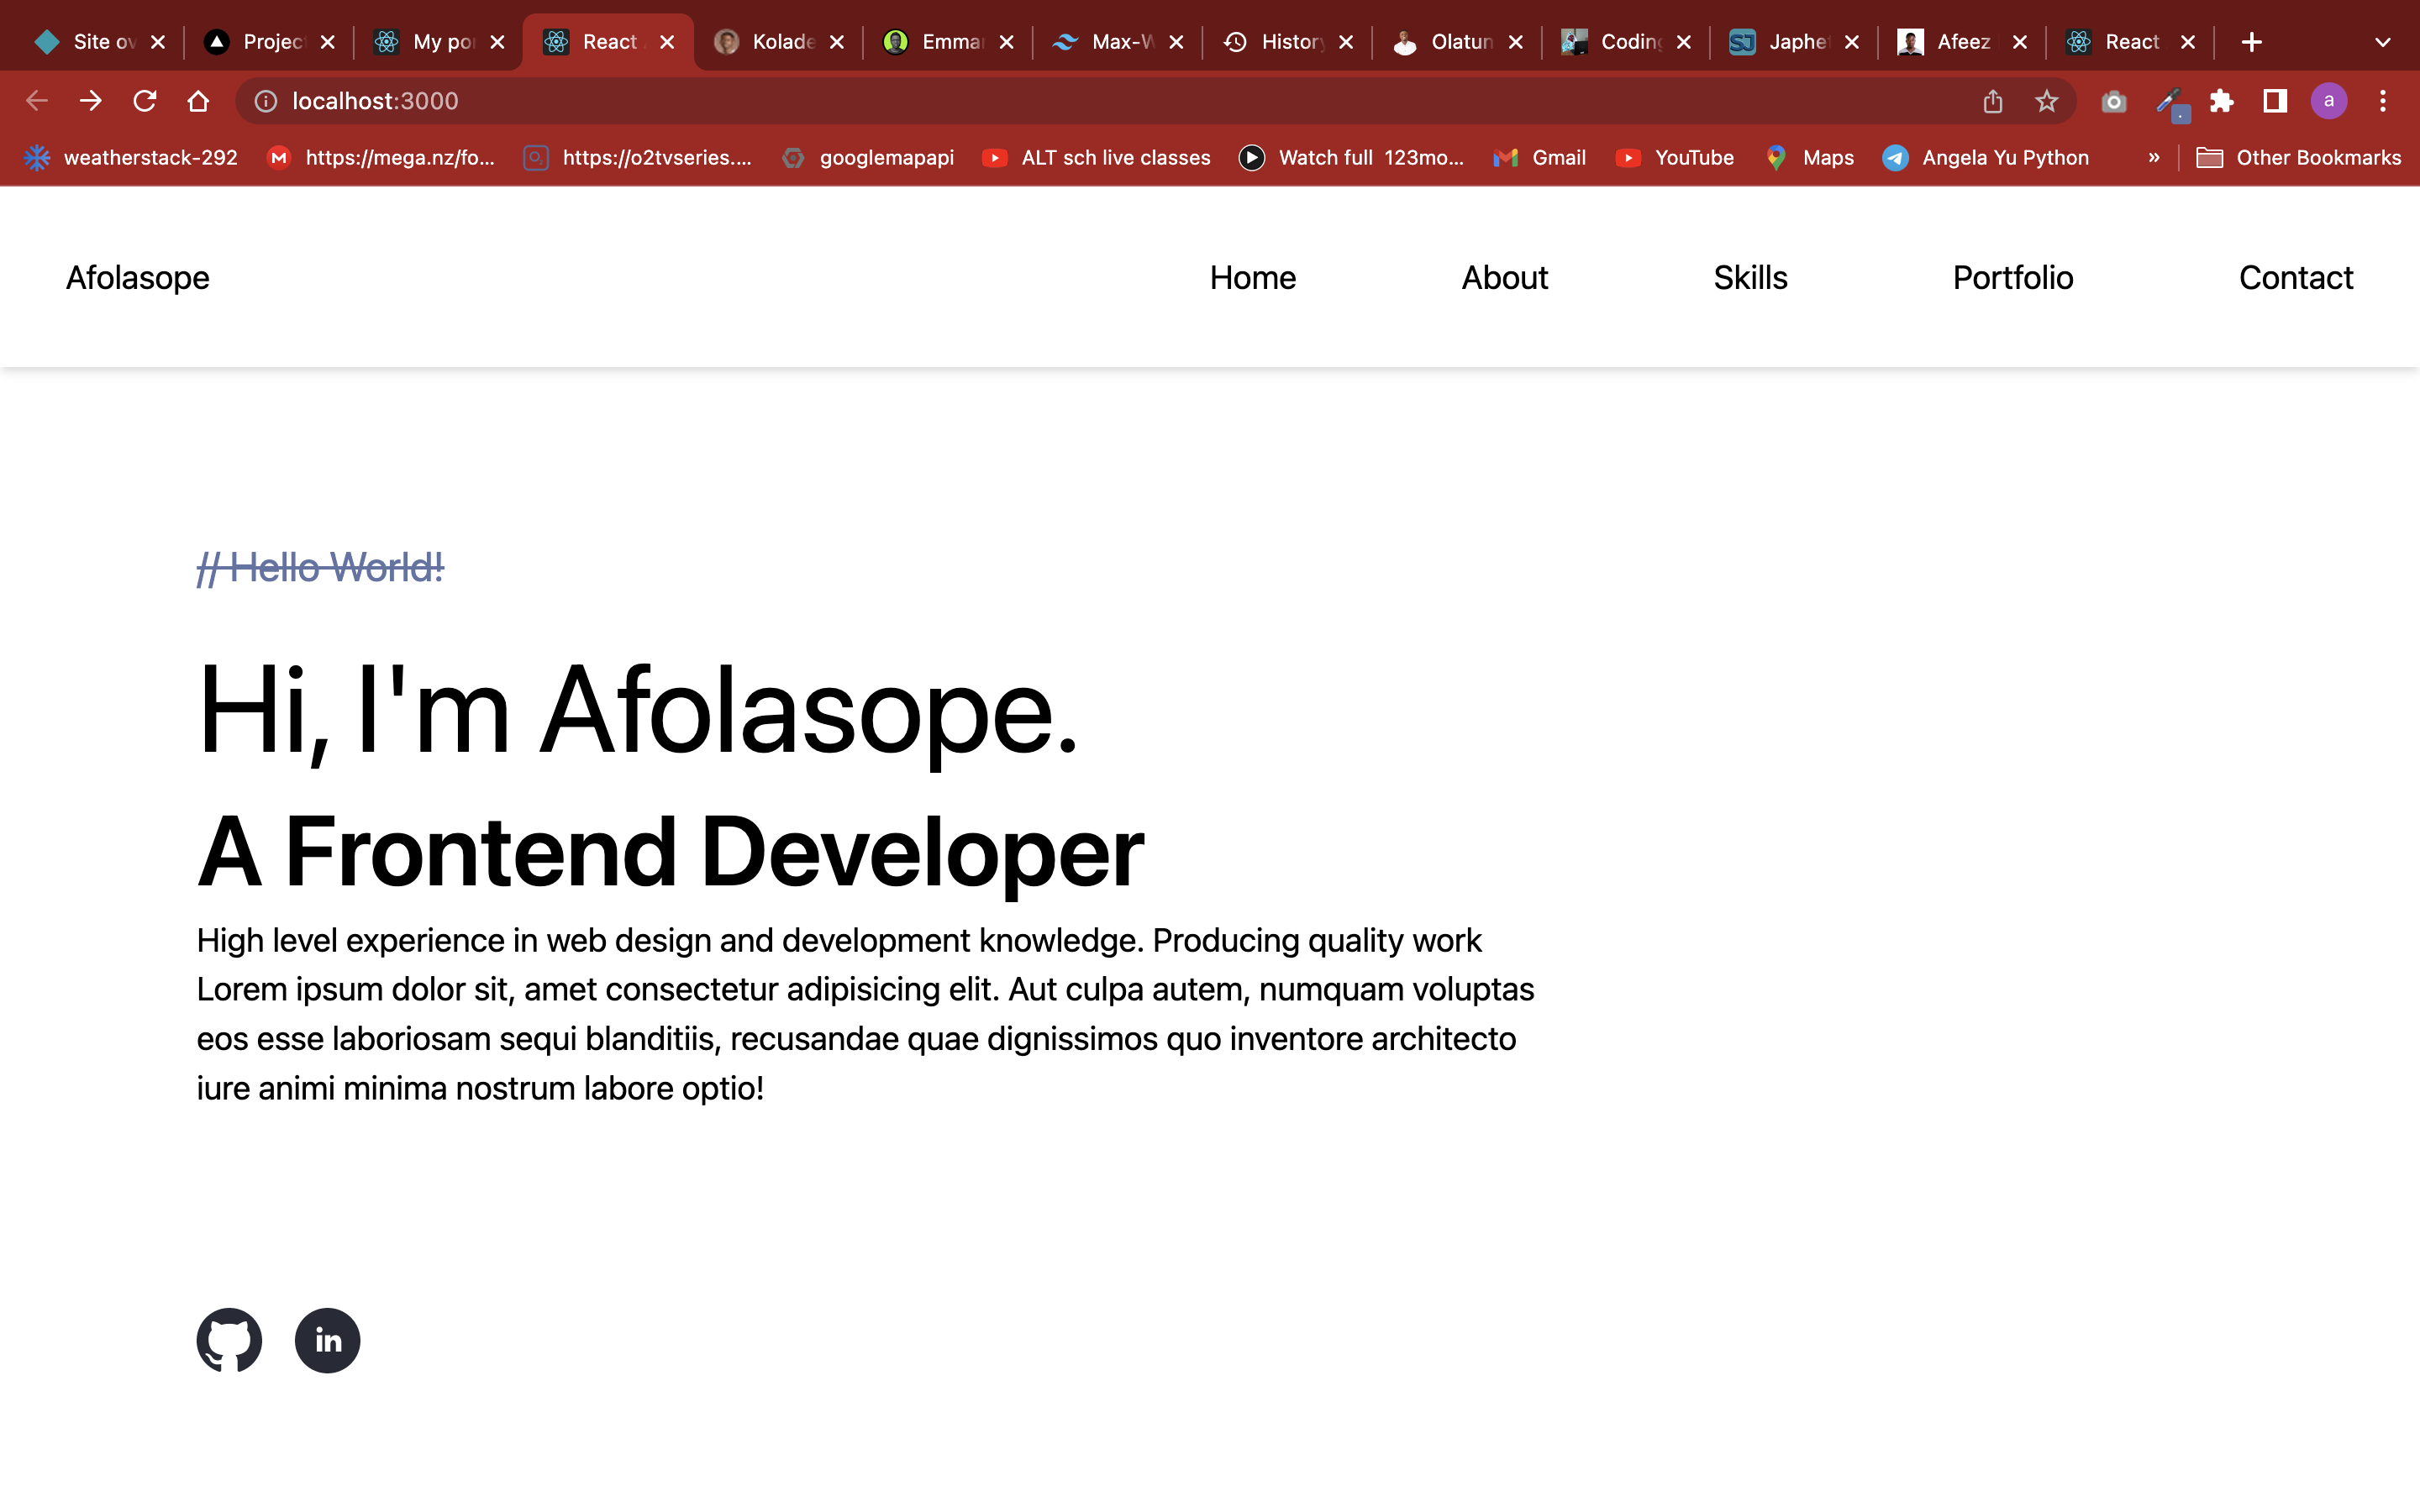 Site ov
Projec
My por
React
Kolade
Emmar
Max-W
History
Olatun
Coding
Japhe
Afeez
React
localhost:3000
a
weatherstack-292
https://mega.nz/fo...
https://o2tvseries....
googlemapapi
ALT sch live classes
Watch full 123mo...
Gmail
YouTube
Maps
Angela Yu Python
»
Other Bookmarks
Afolasope
Home
About
Skills
Portfolio
Contact
// Hello World!
Hi, I'm Afolasope.
A Frontend Developer
High level experience in web design and development knowledge. Producing quality work
Lorem ipsum dolor sit, amet consectetur adipisicing elit. Aut culpa autem, numquam voluptas
eos esse laboriosam sequi blanditiis, recusandae quae dignissimos quo inventore architecto
iure animi minima nostrum labore optio!
in